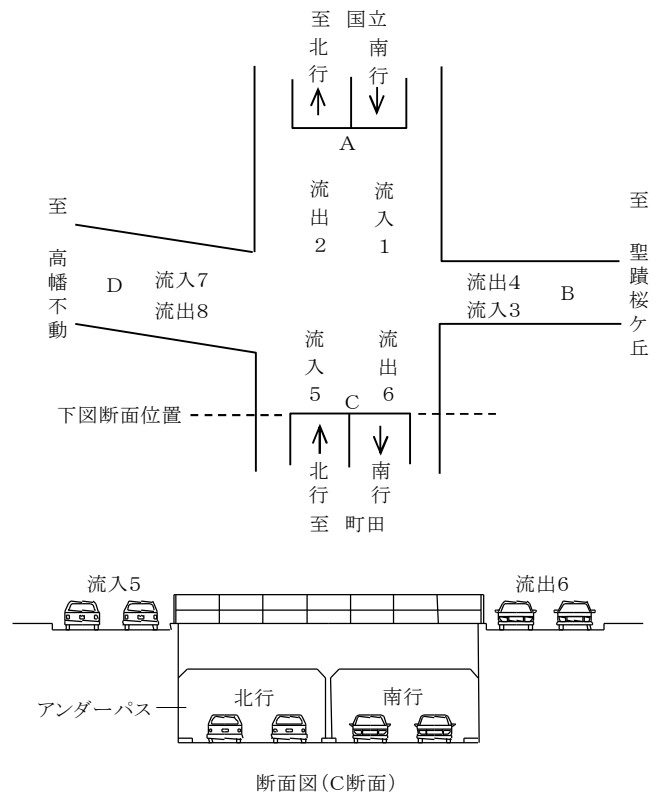 至 国立
北行
南行
A
流出2
流入1
至 高幡不動
D
流入7
流出8
流出4
流入3
B
至 聖蹟桜ケ丘
流入5
流出6
C
下図断面位置
北行
南行
至 町田
流入5
流出6
アンダーパス
北行
南行
断面図(C断面)